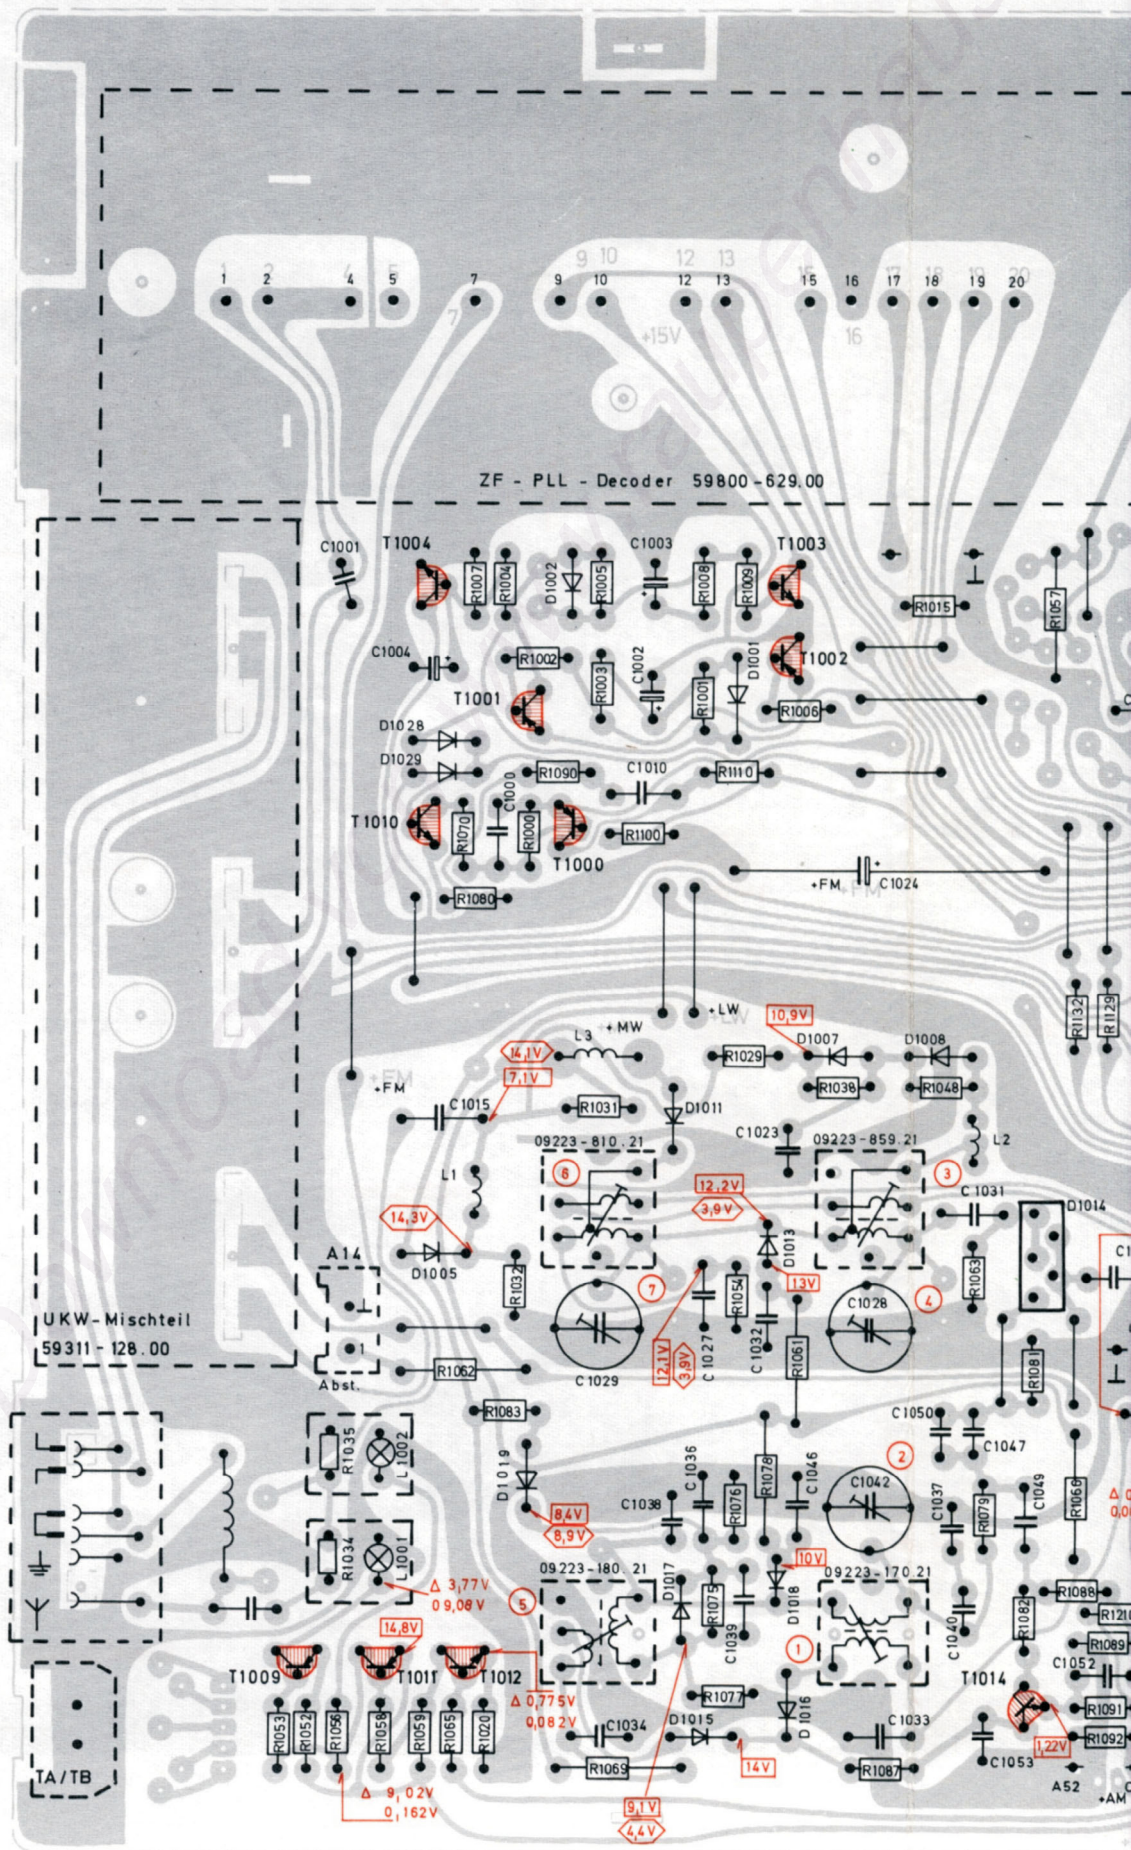 1 2 4 5 7 9 10 12 13 15 16 17 18 19 20
9 10 12 13 15 17 18 19 20
7
+15V
16
ZF - PLL - Decoder 59800-629.00
C1001
T1004
R1007
R1004
D1002
R1005
C1003
R1008
R1009
T1003
R1015
R1057
C1004
R1002
R1003
C1002
R1001
D1001
T1002
R1006
T1001
D1028
D1029
R1090
C1010
R1110
T1010
R1070
C1000
R1000
T1000
R1100
R1080
+FM
C1024
+FM
R1132
R1129
+LW
+LW
+MW
L3
10,9V
D1007
D1008
14,1V
7,1V
R1029
R1038
R1048
+FM
+FM
C1015
R1031
D1011
C1023
L2
09223-810.21
09223-859.21
6
3
L1
12,2V
3,9V
C1031
D1014
14,3V
D1013
A14
D1005
R1032
7
R1054
13V
R1063
4
UKW-Mischteil
59311-128.00
1
C1028
C1027
C1032
R1061
12,1V
3,9V
Abst.
R1062
C1029
R1081
R1083
C1050
C1047
R1035
L1002
D1019
C1036
R1078
C1046
2
C1042
C1038
R1076
C1037
R1079
C1049
8,4V
8,9V
R1034
L1001
10V
09223-180.21
09223-170.21
Δ 3,77V
0 9,08V
5
D1017
R1075
C1039
D1018
C1040
R1082
R1088
R1210
14,8V
1
R1089
T1009
T1011
T1012
T1014
C1052
Δ 0,775V
0,082V
R1077
R1091
R1053
R1052
R1056
R1058
R1059
R1065
R1020
C1034
D1015
D1016
C1033
1,22V
R1092
C1053
TA/TB
R1069
14V
R1087
A52
+AM
Δ 9,02V
0,162V
9,1V
4,4V